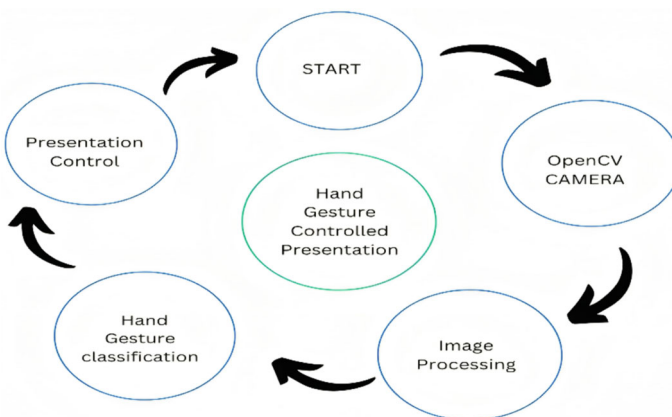 START
OpenCV
CAMERA
Image
Processing
Hand
Gesture
classification
Presentation
Control
Hand
Gesture
Controlled
Presentation